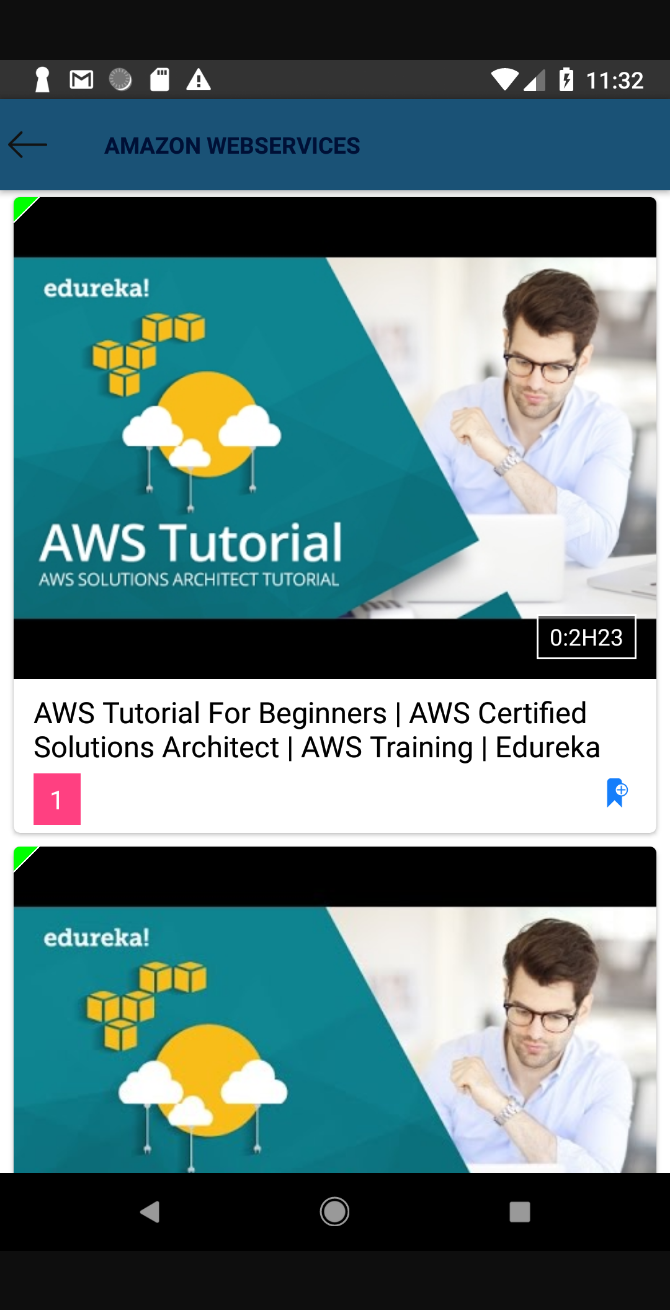 11:32
AMAZON WEBSERVICES
edureka!
AWS Tutorial
AWS SOLUTIONS ARCHITECT TUTORIAL
0:2H23
AWS Tutorial For Beginners | AWS Certified
Solutions Architect | AWS Training | Edureka
1
edureka!